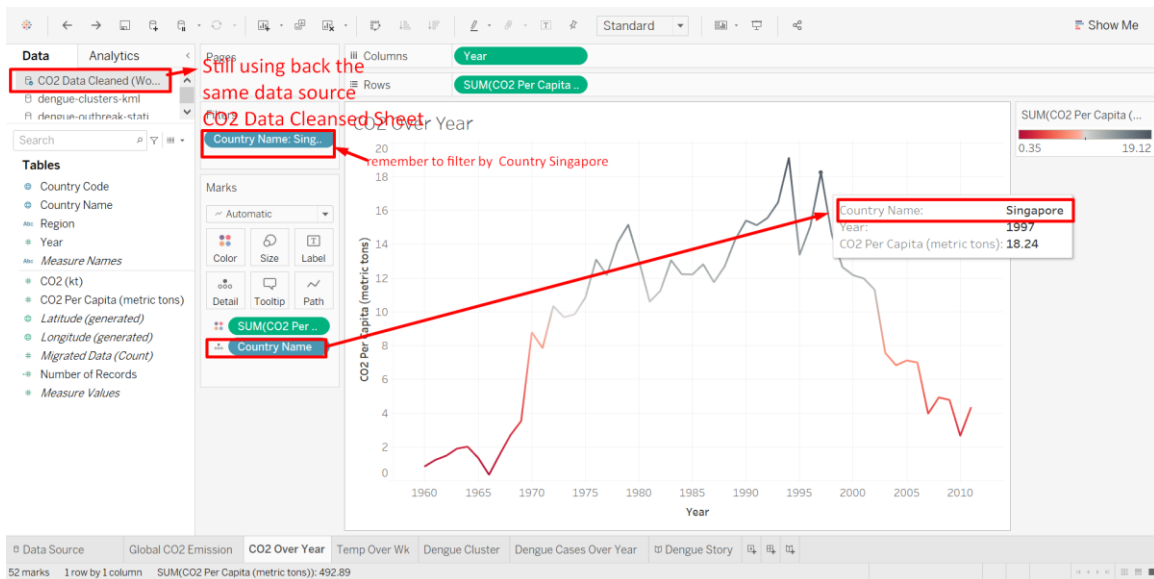 Standard
Show Me
Data
Analytics
CO2 Data Cleaned (Wo...
dengue-clusters-kml
dengue-outbreak-stati
Search
Tables
Country Code
Country Name
Abc Region
# Year
Abc Measure Names
# CO2 (kt)
# CO2 Per Capita (metric tons)
Latitude (generated)
Longitude (generated)
# Migrated Data (Count)
=# Number of Records
# Measure Values
Pages
Still using back the
same data source
CO2 Data Cleansed Sheet.
Filters
Country Name: Sing..
remember to filter by Country Singapore
Marks
Automatic
Color
Size
Label
Detail
Tooltip
Path
SUM(CO2 Per ..
Country Name
Columns
Year
Rows
SUM(CO2 Per Capita ..
CO2 Over Year
CO2 Per Capita (metric tons)
20
18
16
14
12
10
8
6
4
2
0
1960
1965
1970
1975
1980
1985
1990
1995
2000
2005
2010
Year
Country Name: Singapore
Year: 1997
CO2 Per Capita (metric tons): 18.24
SUM(CO2 Per Capita (...
0.35
19.12
Data Source
Global CO2 Emission
CO2 Over Year
Temp Over Wk
Dengue Cluster
Dengue Cases Over Year
Dengue Story
52 marks
1 row by 1 column
SUM(CO2 Per Capita (metric tons)): 492.89